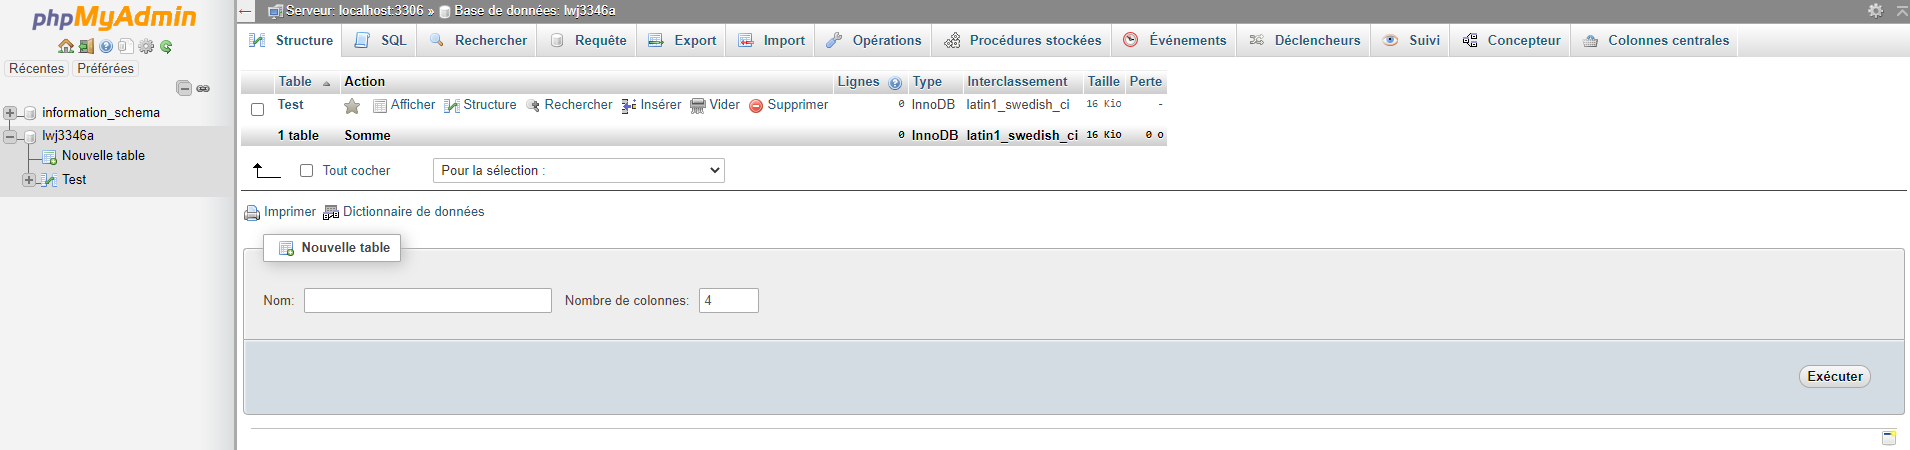 phpMyAdmin
Récentes Préférées
information_schema
lwj3346a
Nouvelle table
Test
Serveur: localhost:3306 » Base de données: lwj3346a
Structure SQL Rechercher Requête Export Import Opérations Procédures stockées Événements Déclencheurs Suivi Concepteur Colonnes centrales
Table Action Lignes Type Interclassement Taille Perte
Test Afficher Structure Rechercher Insérer Vider Supprimer 0 InnoDB latin1_swedish_ci 16 Kio -
1 table Somme 0 InnoDB latin1_swedish_ci 16 Kio 0 o
Tout cocher Pour la sélection :
Imprimer Dictionnaire de données
Nouvelle table
Nom: Nombre de colonnes: 4
Exécuter